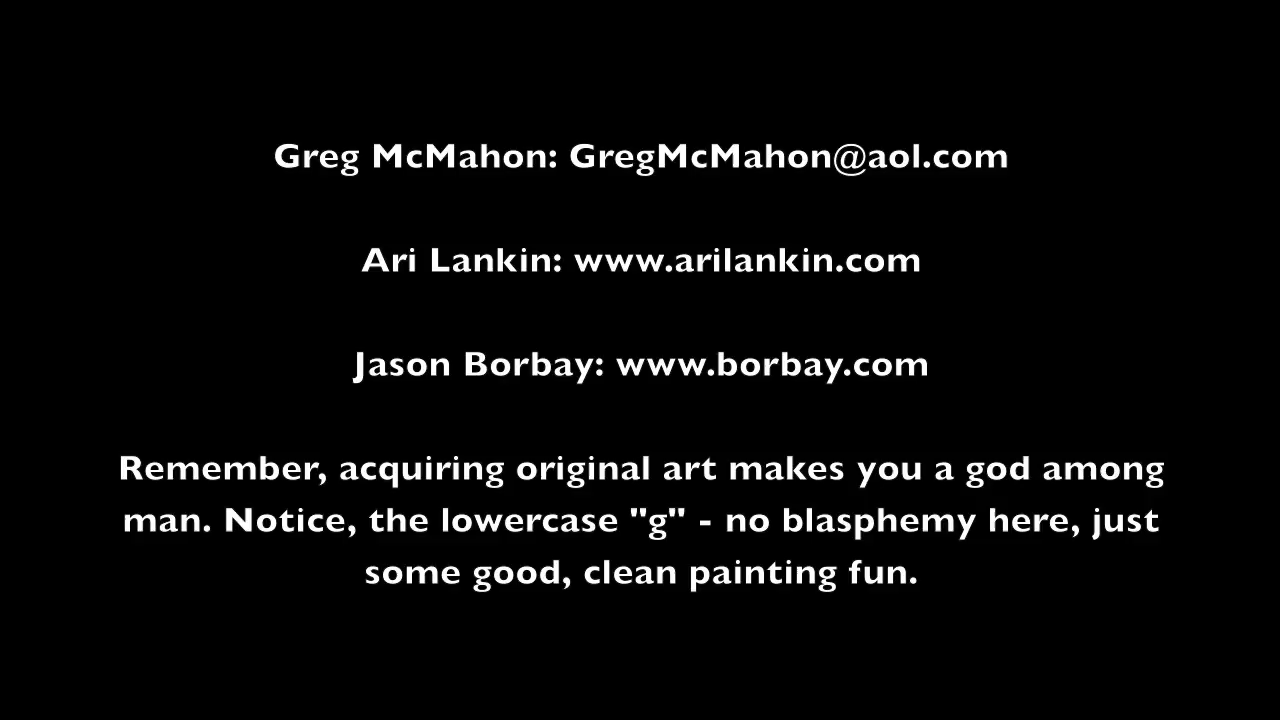 Greg McMahon: GregMcMahon@aol.com
Ari Lankin: www.arilankin.com
Jason Borbay: www.borbay.com
Remember, acquiring original art makes you a god among
man. Notice, the lowercase "g" - no blasphemy here, just
some good, clean painting fun.